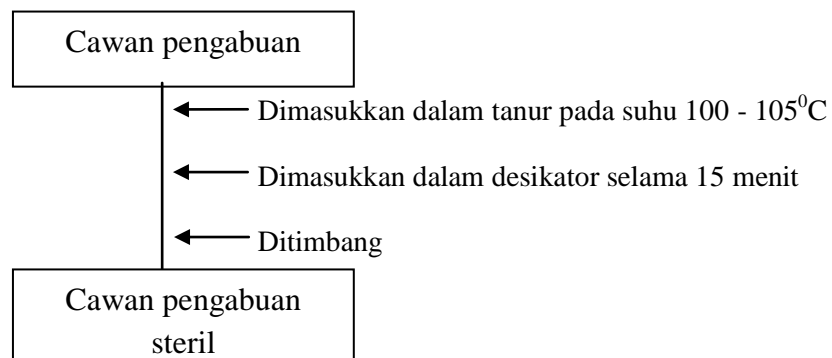 Cawan pengabuan
Dimasukkan dalam tanur pada suhu 100 - 105⁰C
Dimasukkan dalam desikator selama 15 menit
Ditimbang
Cawan pengabuan
steril